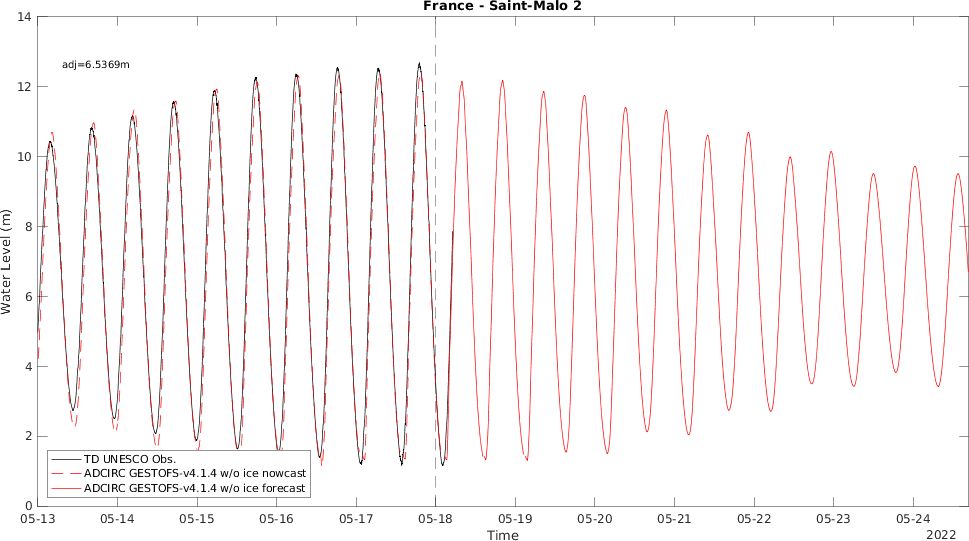 France - Saint-Malo 2
adj=6.5369m
Water Level (m)
14
12
10
8
6
4
2
0
TD UNESCO Obs.
ADCIRC GESTOFS-v4.1.4 w/o ice nowcast
ADCIRC GESTOFS-v4.1.4 w/o ice forecast
05-13 05-14 05-15 05-16 05-17 05-18 05-19 05-20 05-21 05-22 05-23 05-24
Time
2022